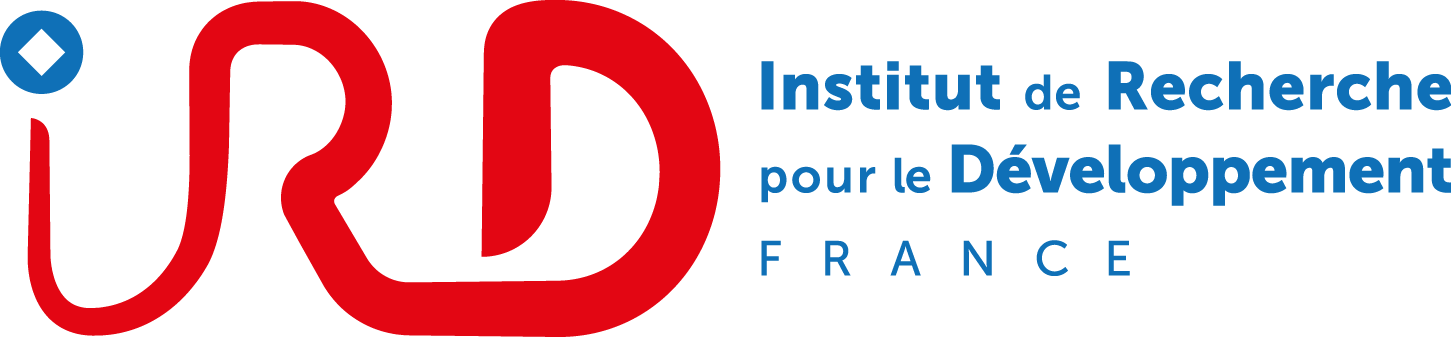 iRD
Institut de Recherche
pour le Développement
FRANCE